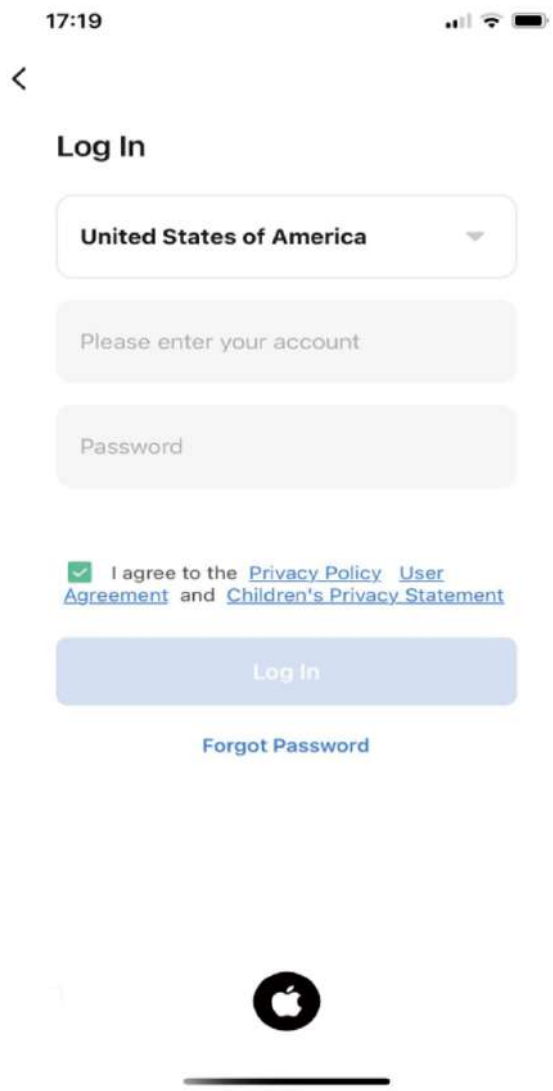 17:19
Log In
United States of America
Please enter your account
Password
I agree to the Privacy Policy User
Agreement and Children's Privacy Statement
Log In
Forgot Password